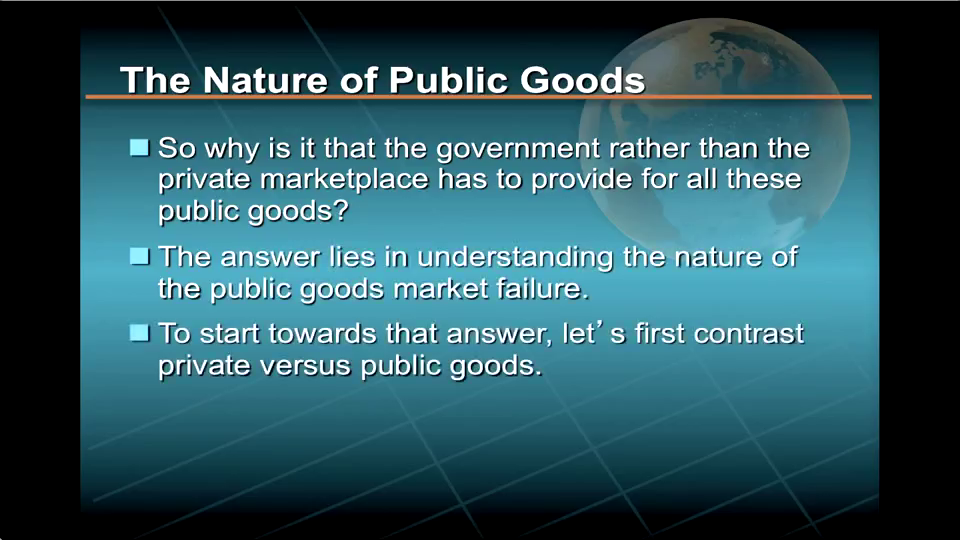 The Nature of Public Goods
So why is it that the government rather than the
private marketplace has to provide for all these
public goods?
The answer lies in understanding the nature of
the public goods market failure.
To start towards that answer, let’s first contrast
private versus public goods.